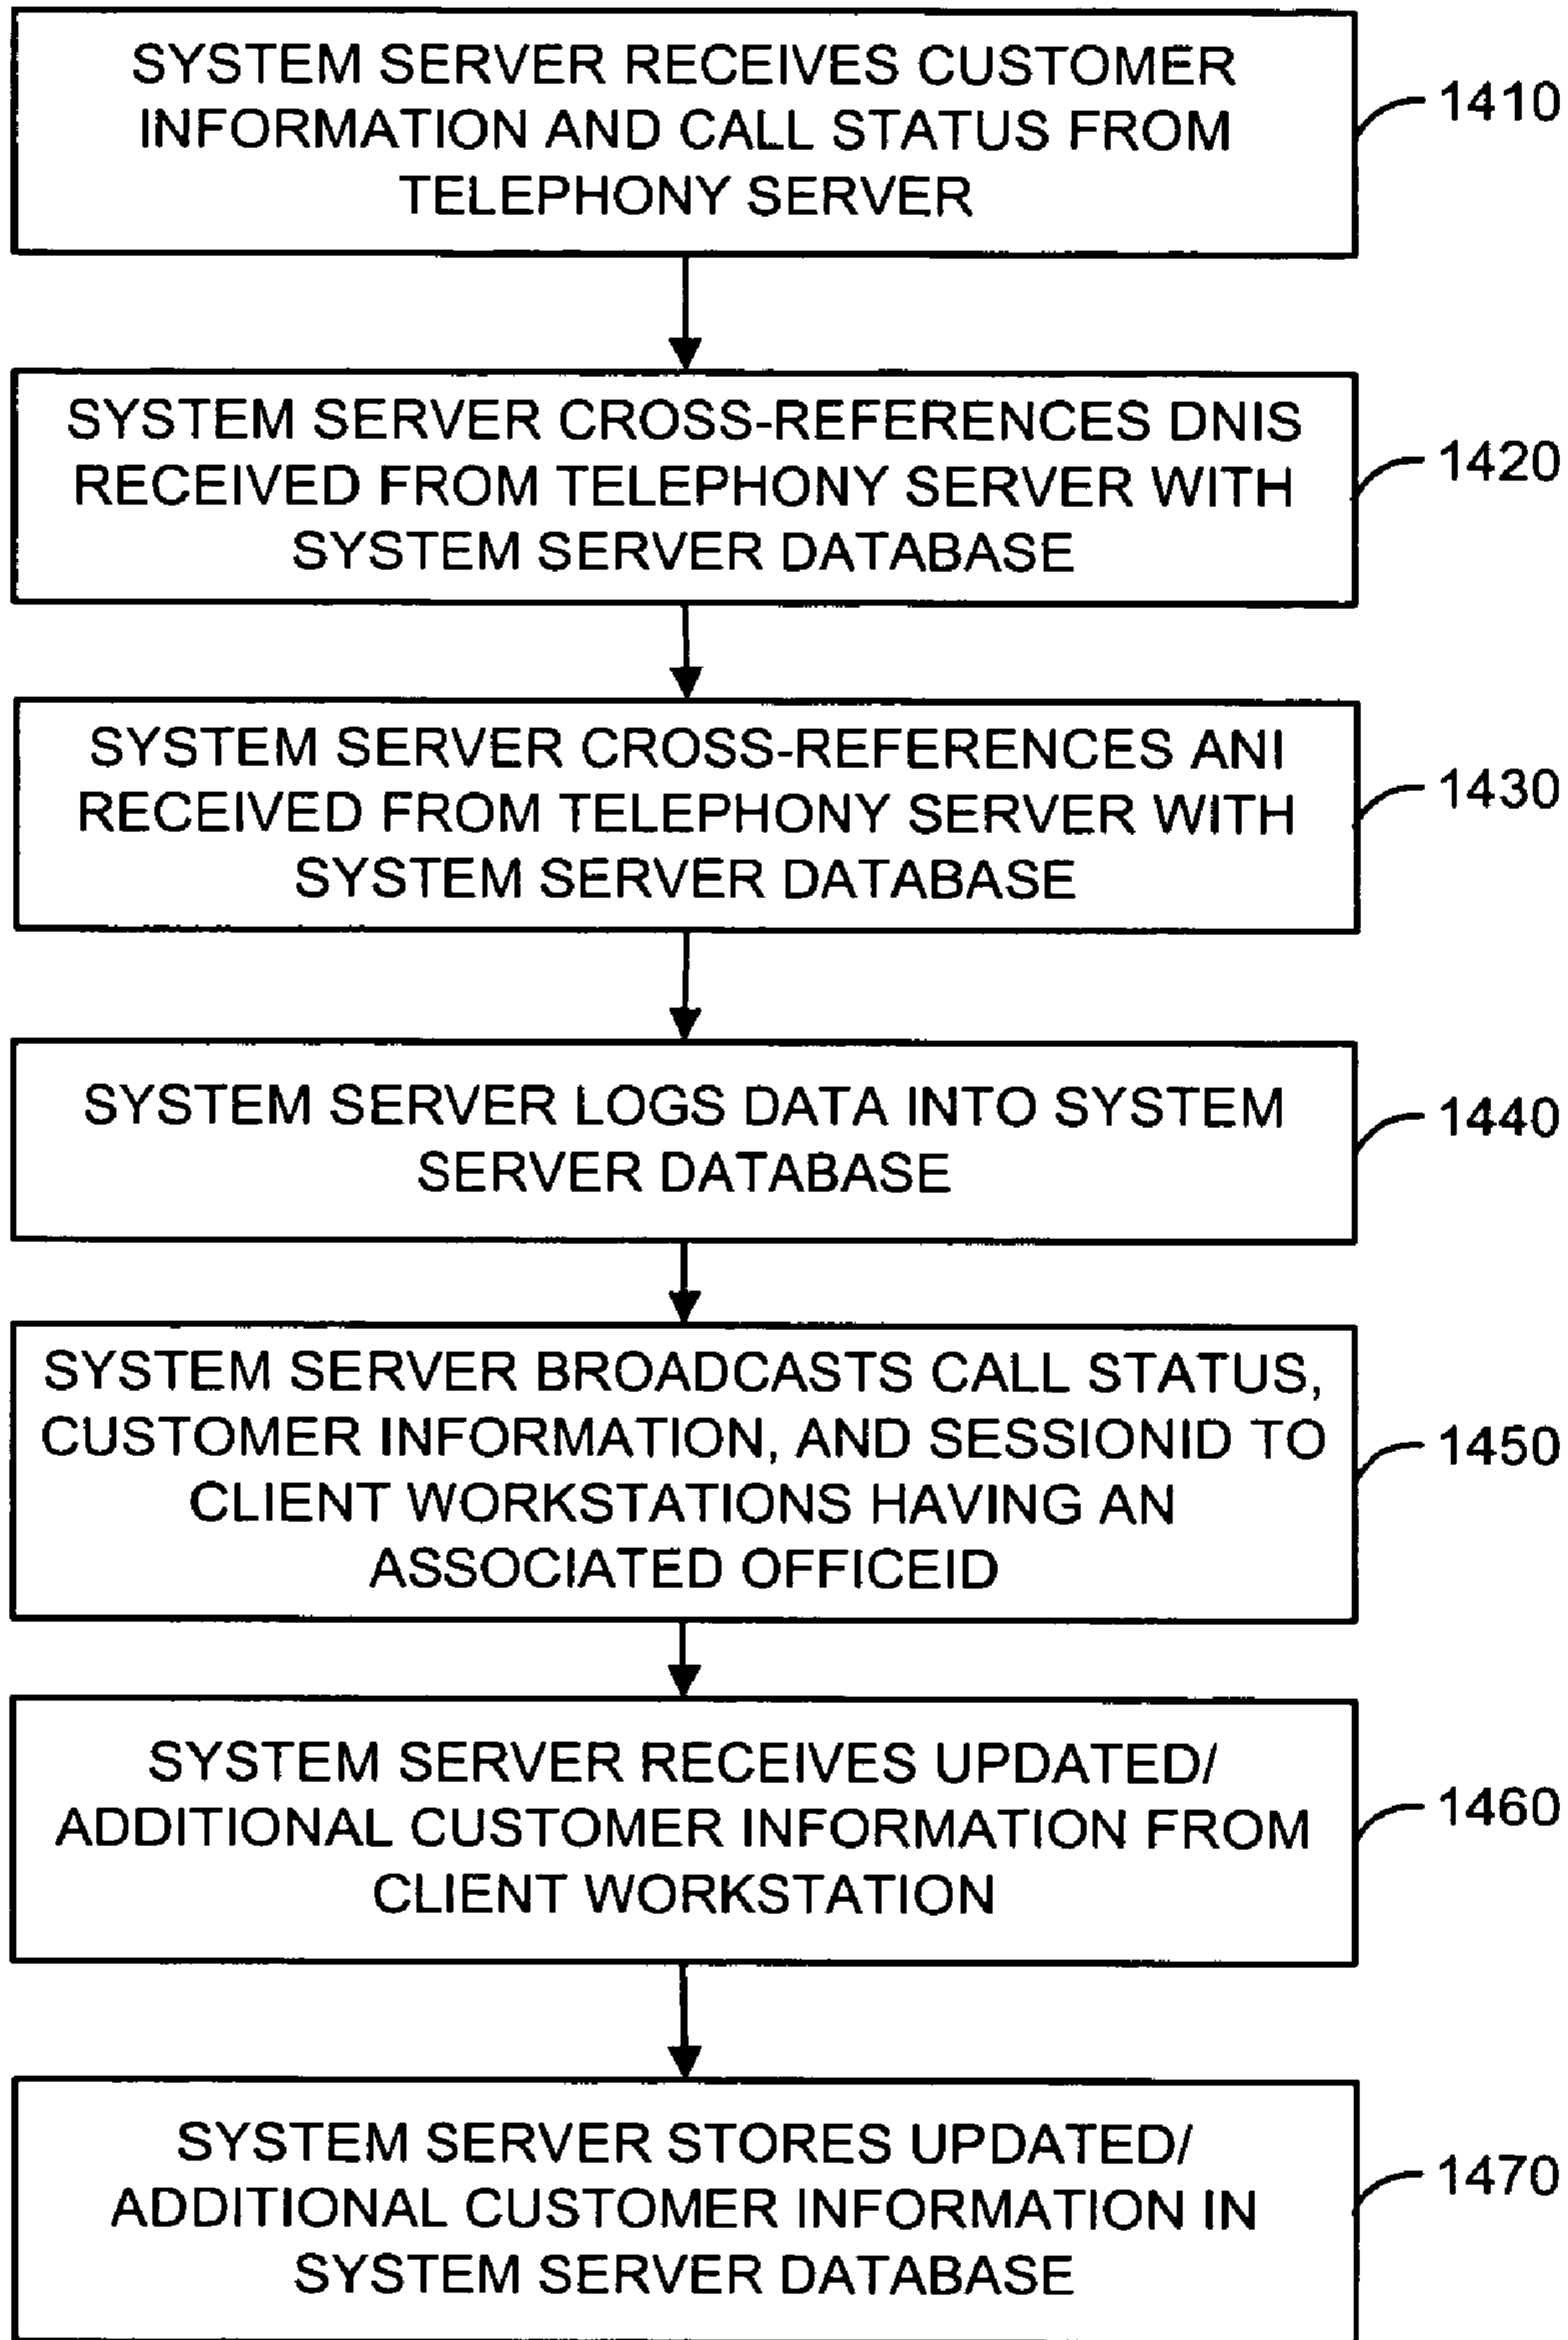 SYSTEM SERVER RECEIVES CUSTOMER
INFORMATION AND CALL STATUS FROM
TELEPHONY SERVER
1410
SYSTEM SERVER CROSS-REFERENCES DNIS
RECEIVED FROM TELEPHONY SERVER WITH
SYSTEM SERVER DATABASE
1420
SYSTEM SERVER CROSS-REFERENCES ANI
RECEIVED FROM TELEPHONY SERVER WITH
SYSTEM SERVER DATABASE
1430
SYSTEM SERVER LOGS DATA INTO SYSTEM
SERVER DATABASE
1440
SYSTEM SERVER BROADCASTS CALL STATUS,
CUSTOMER INFORMATION, AND SESSIONID TO
CLIENT WORKSTATIONS HAVING AN
ASSOCIATED OFFICEID
1450
SYSTEM SERVER RECEIVES UPDATED/
ADDITIONAL CUSTOMER INFORMATION FROM
CLIENT WORKSTATION
1460
SYSTEM SERVER STORES UPDATED/
ADDITIONAL CUSTOMER INFORMATION IN
SYSTEM SERVER DATABASE
1470